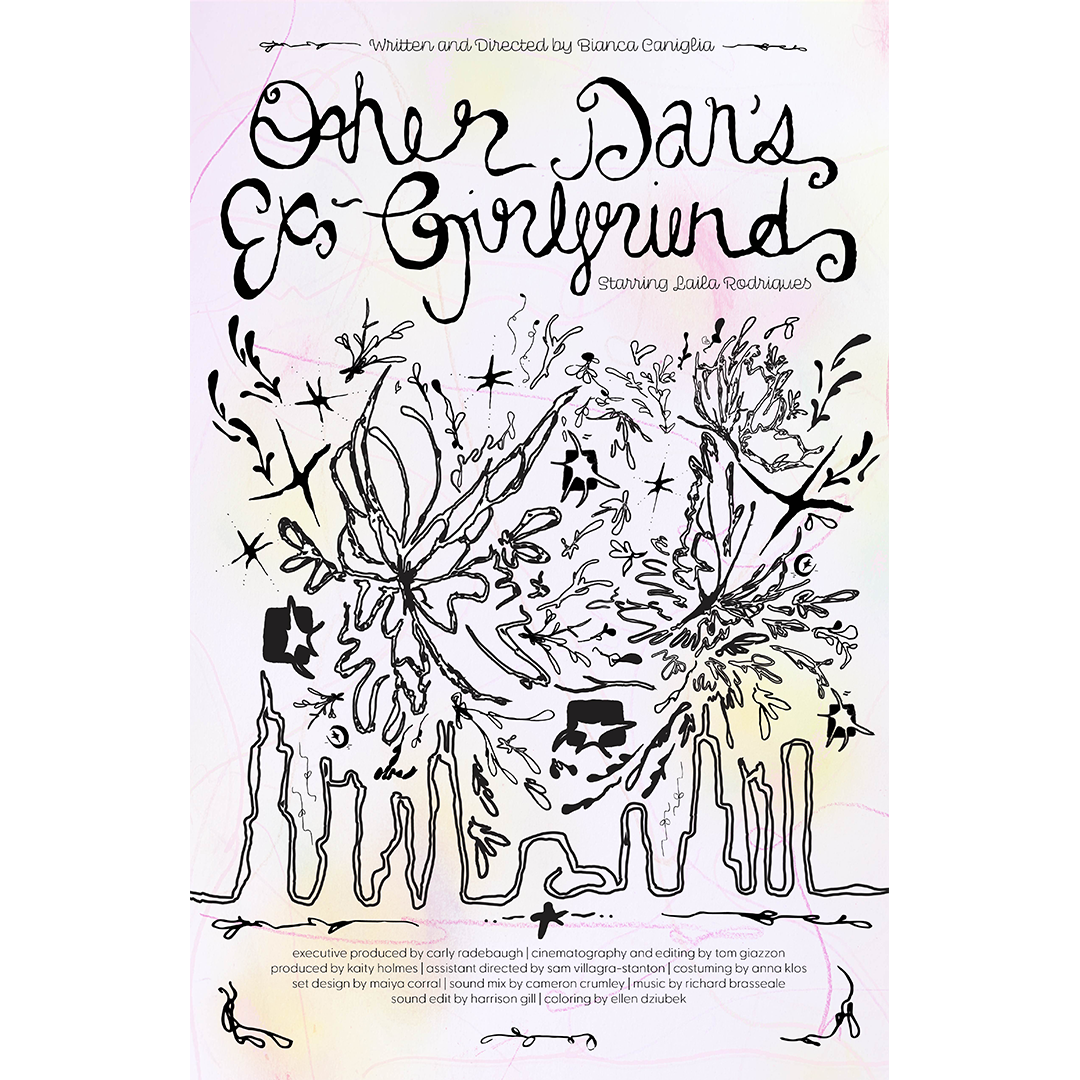 Written and Directed by Bianca Caniglia
Other Dan's
Ex-Girlfriend
Starring Laila Rodrigues
executive produced by carly radebaugh | cinematography and editing by tom giazzon
produced by kaity holmes | assistant directed by sam villagra-stanton | costuming by anna klos
set design by maiya corral | sound mix by cameron crumley | music by richard brasseale
sound edit by harrison gill | coloring by ellen dziubek